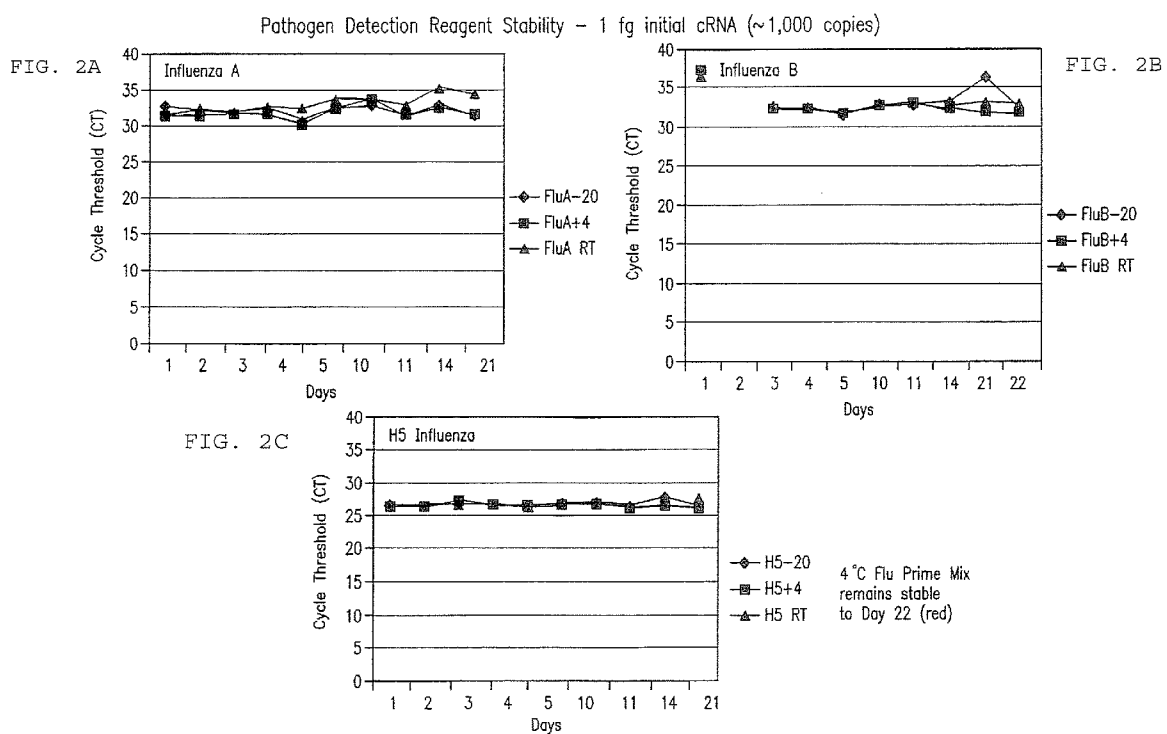 Pathogen Detection Reagent Stability – 1 fg initial cRNA (~1,000 copies)
FIG. 2A
Influenza A
Cycle Threshold (CT)
40
35
30
25
20
15
10
5
0
1 2 3 4 5 10 11 14 21
Days
FluA-20
FluA+4
FluA RT
FIG. 2B
Influenza B
Cycle Threshold (CT)
40
35
30
25
20
15
10
5
0
1 2 3 4 5 10 11 14 21 22
Days
FluB-20
FluB+4
FluB RT
FIG. 2C
H5 Influenza
Cycle Threshold (CT)
40
35
30
25
20
15
10
5
0
1 2 3 4 5 10 11 14 21
Days
H5-20
H5+4
H5 RT
4°C Flu Prime Mix
remains stable
to Day 22 (red)